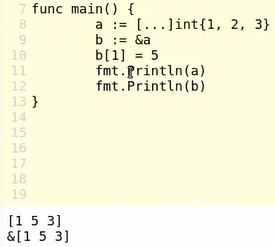 7 func main() {
8         a := [...]int{1, 2, 3}
9         b := &a
10         b[1] = 5
11         fmt.Println(a)
12         fmt.Println(b)
13 }
14
15
16
17
18
19
[1 5 3]
&[1 5 3]